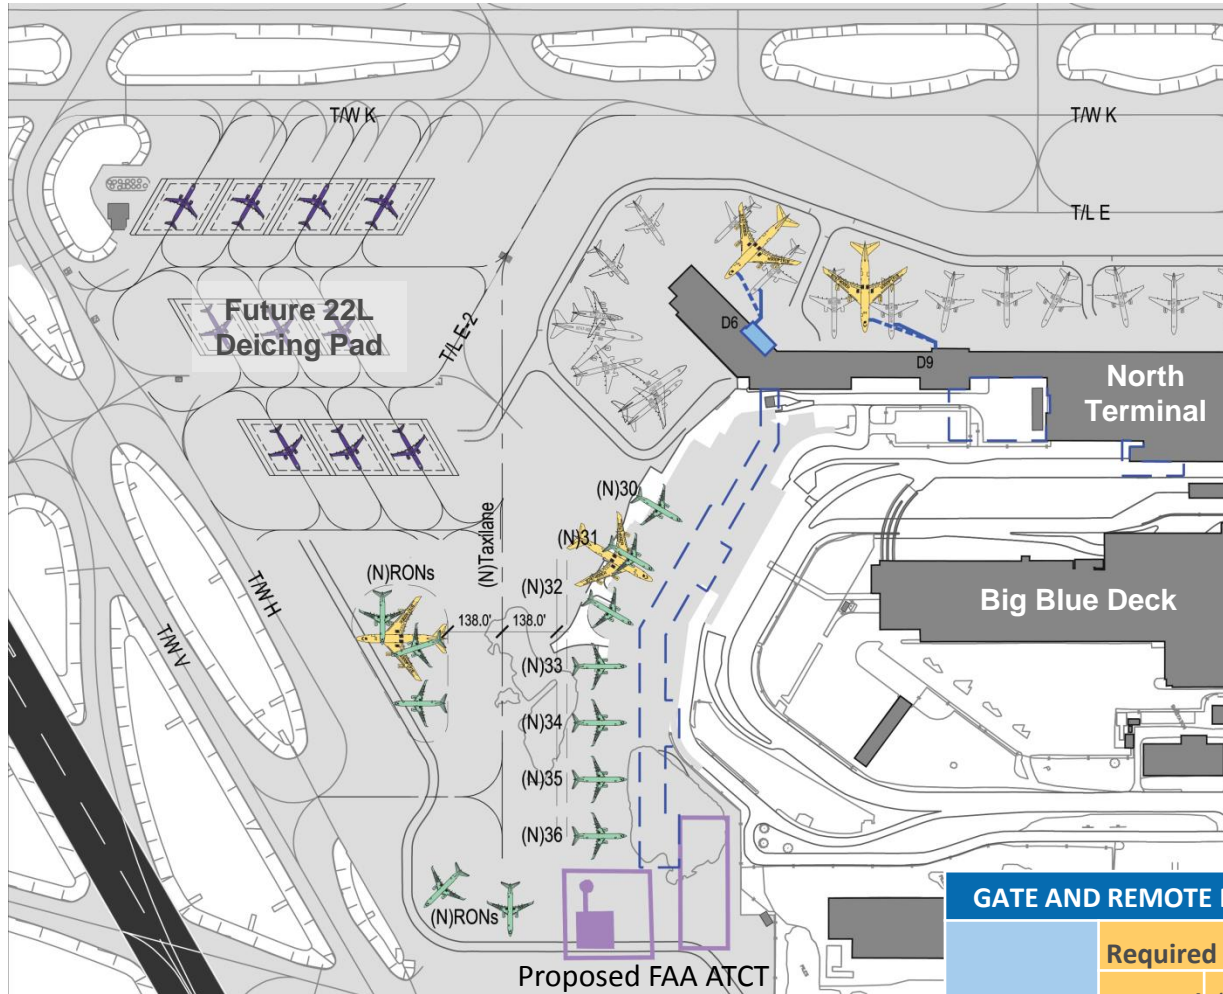 T/W K
T/W K
T/L E
Future 22L
Deicing Pad
T/L E-2
D6
D9
North
Terminal
(N)30
(N)31
(N)Taxilane
(N)RONs
(N)32
138.0'
138.0'
T/W H
T/W V
Big Blue Deck
(N)33
(N)34
(N)35
(N)36
(N)RONs
Proposed FAA ATCT
GATE AND REMOTE
Required